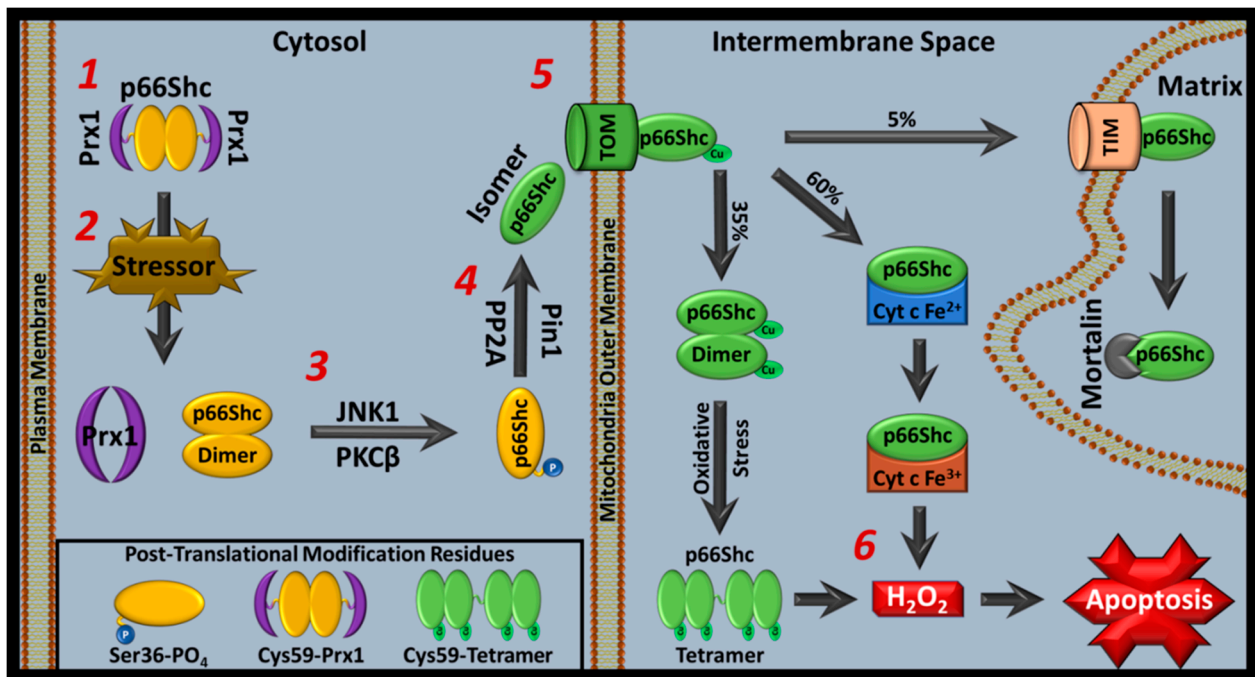 Cytosol
Intermembrane Space
Matrix
1
p66Shc
Prx1
Prx1
2
Stressor
Prx1
p66Shc
Dimer
3
JNK1
PKCβ
p66Shc
P
4
PP2A
Pin1
Isomer
p66Shc
5
TOM
p66Shc
Cu
5%
60%
35%
TIM
p66Shc
p66Shc
Dimer
Cu
Cu
p66Shc
Cyt c Fe²⁺
Mortalin
p66Shc
p66Shc
Cyt c Fe³⁺
Oxidative
Stress
p66Shc
Tetramer
6
H₂O₂
Apoptosis
Plasma Membrane
Mitochondria Outer Membrane
Post-Translational Modification Residues
P
Ser36-PO₄
Cys59-Prx1
Cys59-Tetramer